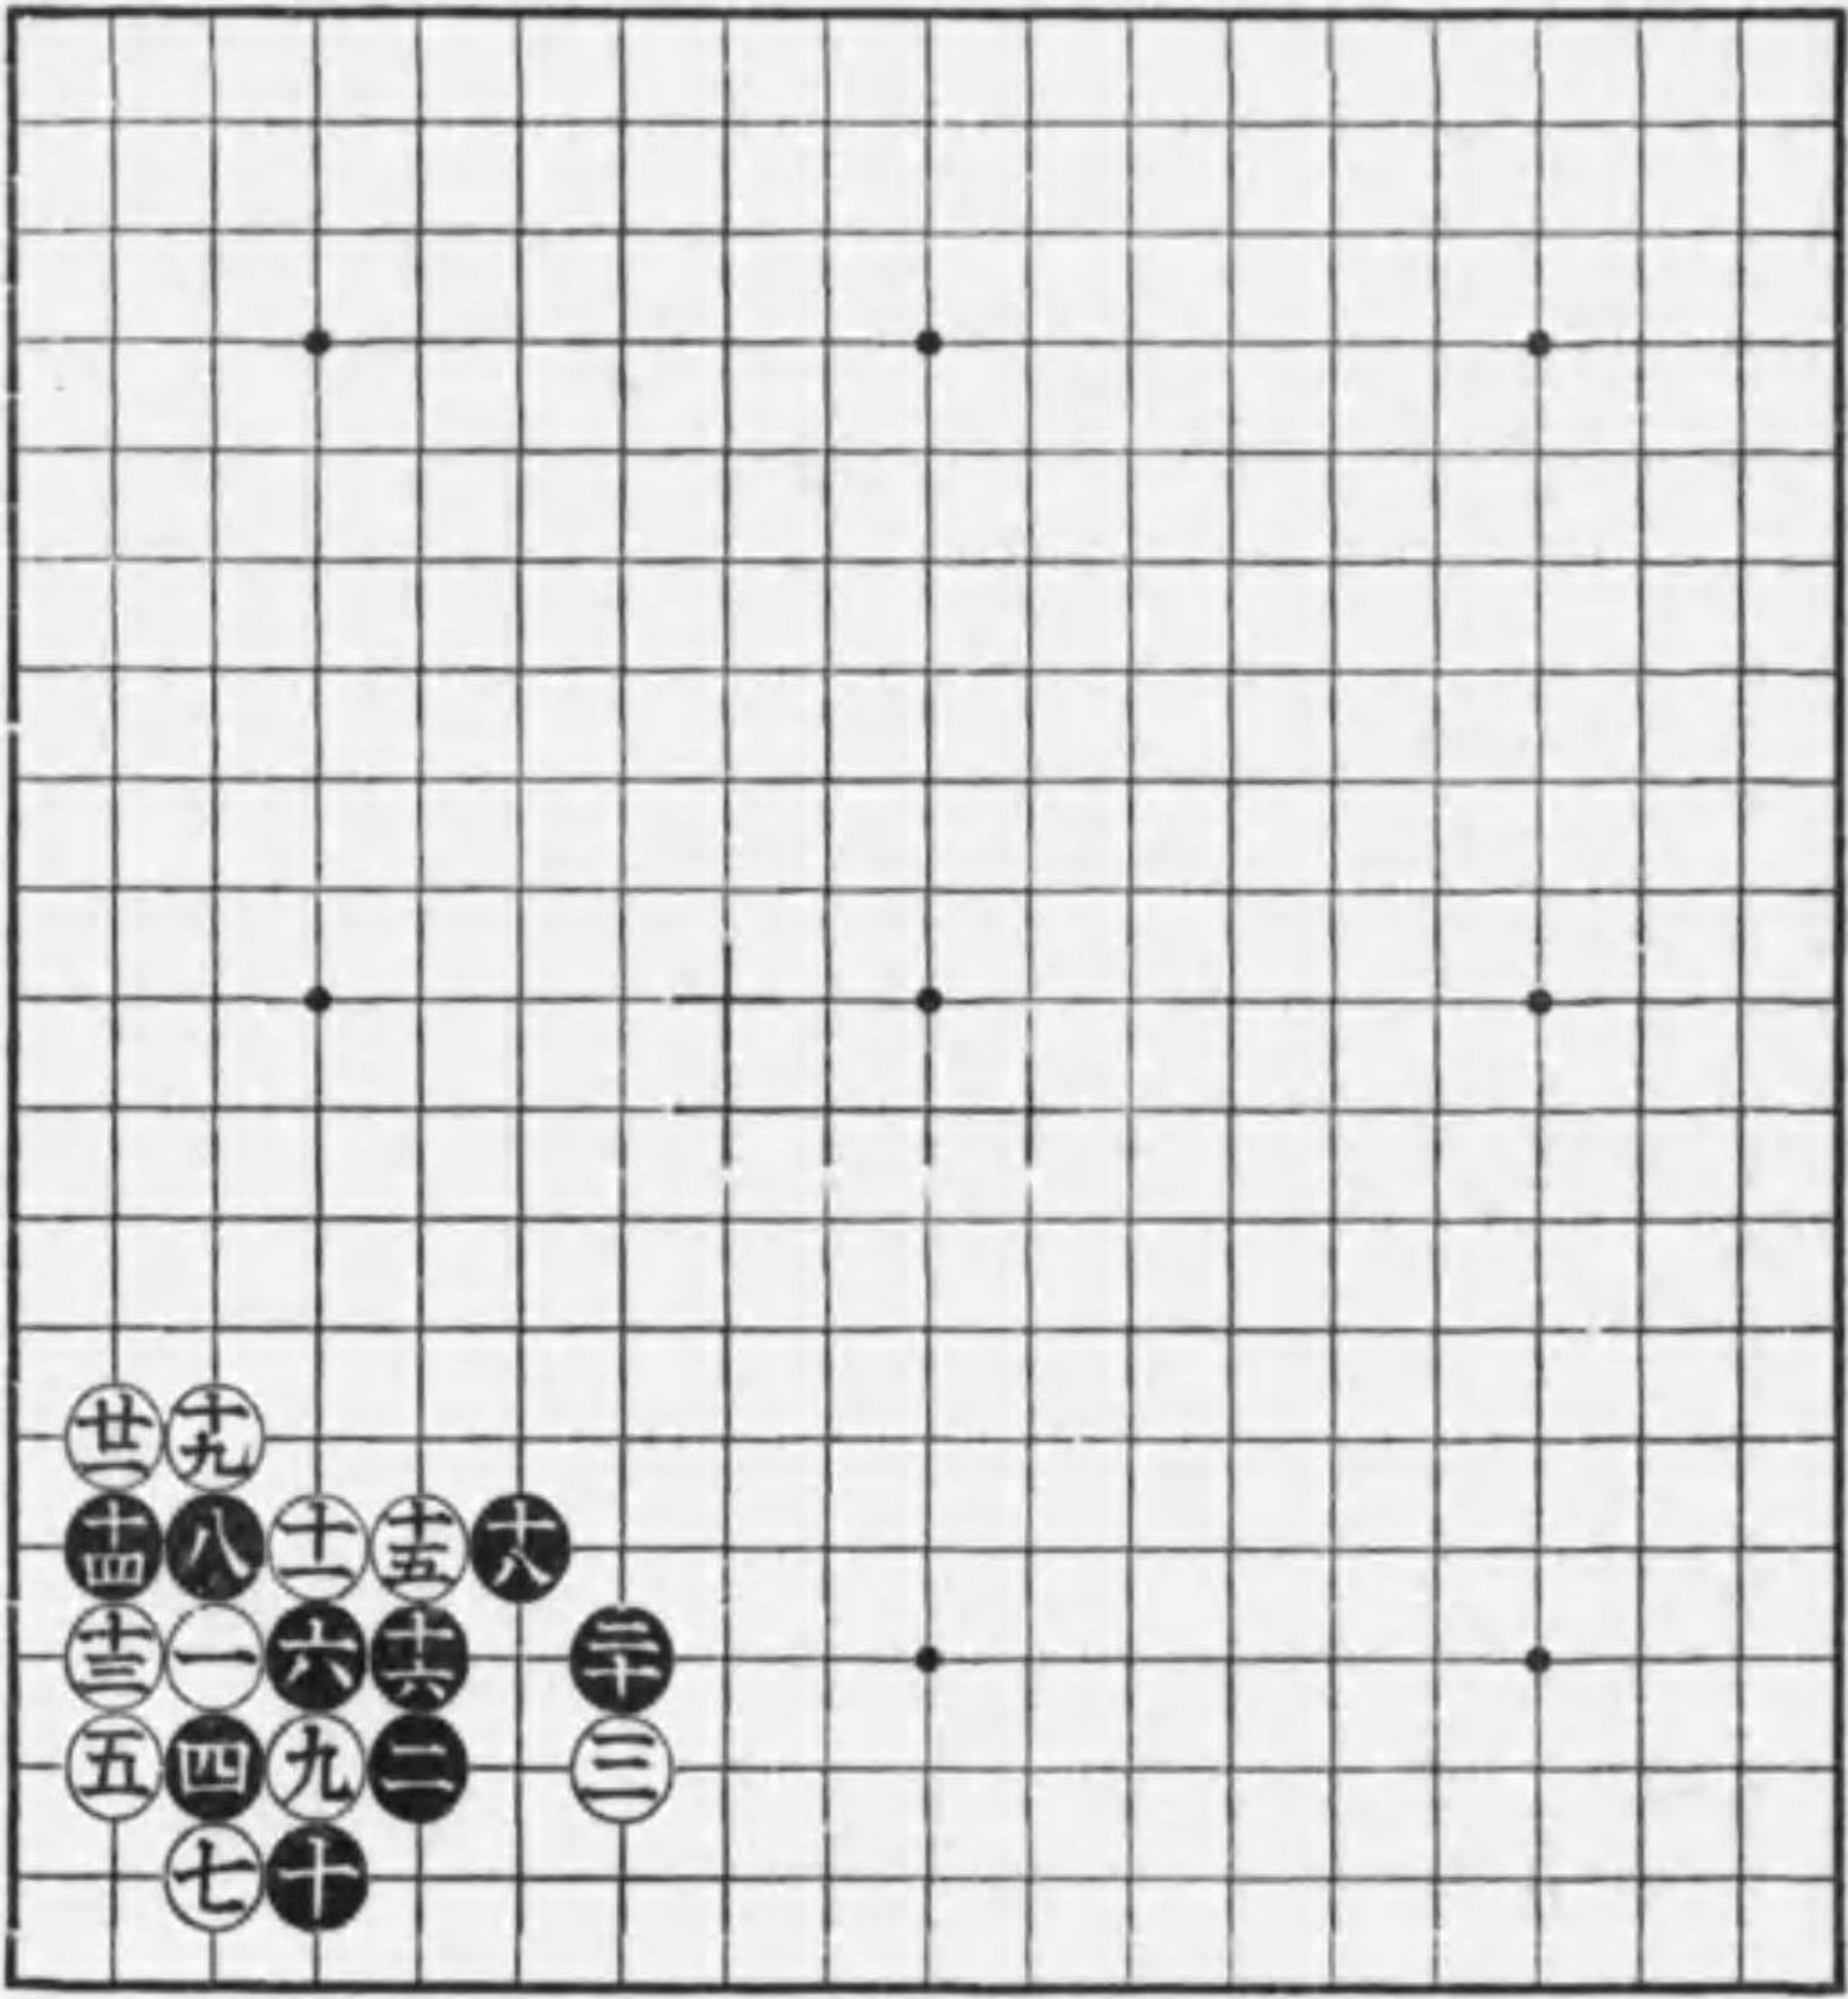 廿一 十九
十四 八 十一 十五 十八
十三 一 六 十六 二十
五 四 九 二 三
七 十